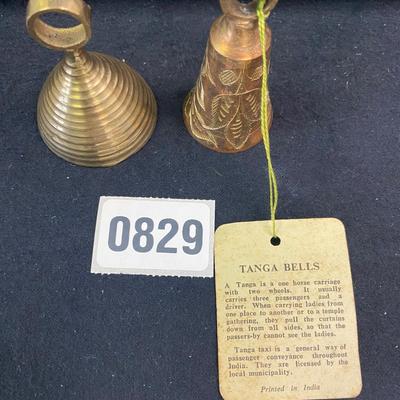 0829
TANGA BELLS
A Tanga is a one horse carriage
with two wheels. It usually
carries three passengers and a
driver. When carrying ladies from
one place to another or to a temple
gathering, they pull the curtains
down from all sides, so that the
passers-by cannot see the ladies.
Tanga taxi is a general way of
passenger conveyance throughout
India. They are licensed by the
local municipality.
Printed in India